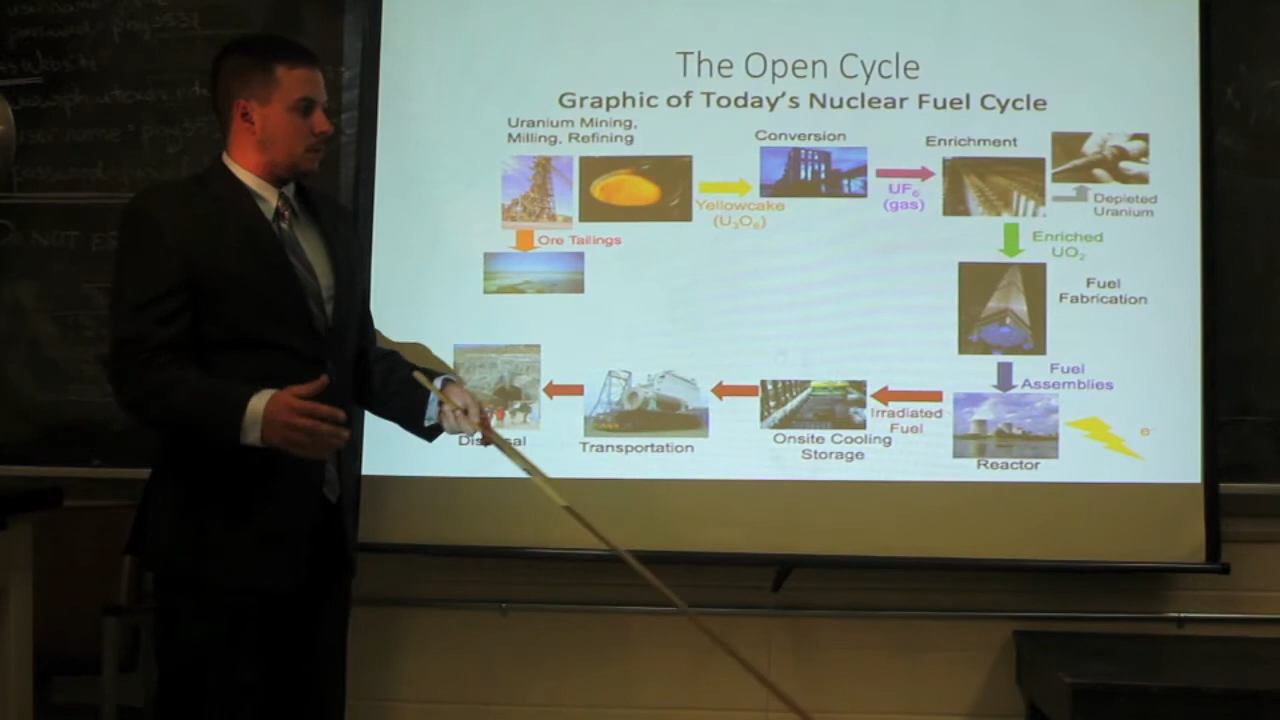 The Open Cycle
Graphic of Today's Nuclear Fuel Cycle
Uranium Mining,
Milling, Refining
Conversion
Enrichment
Yellowcake
(U₃O₈)
UF₆
(gas)
Depleted
Uranium
Ore Tailings
Enriched
UO₂
Fuel
Fabrication
Fuel
Assemblies
Irradiated
Fuel
e⁻
Transportation
Onsite Cooling
Storage
Reactor
NOT